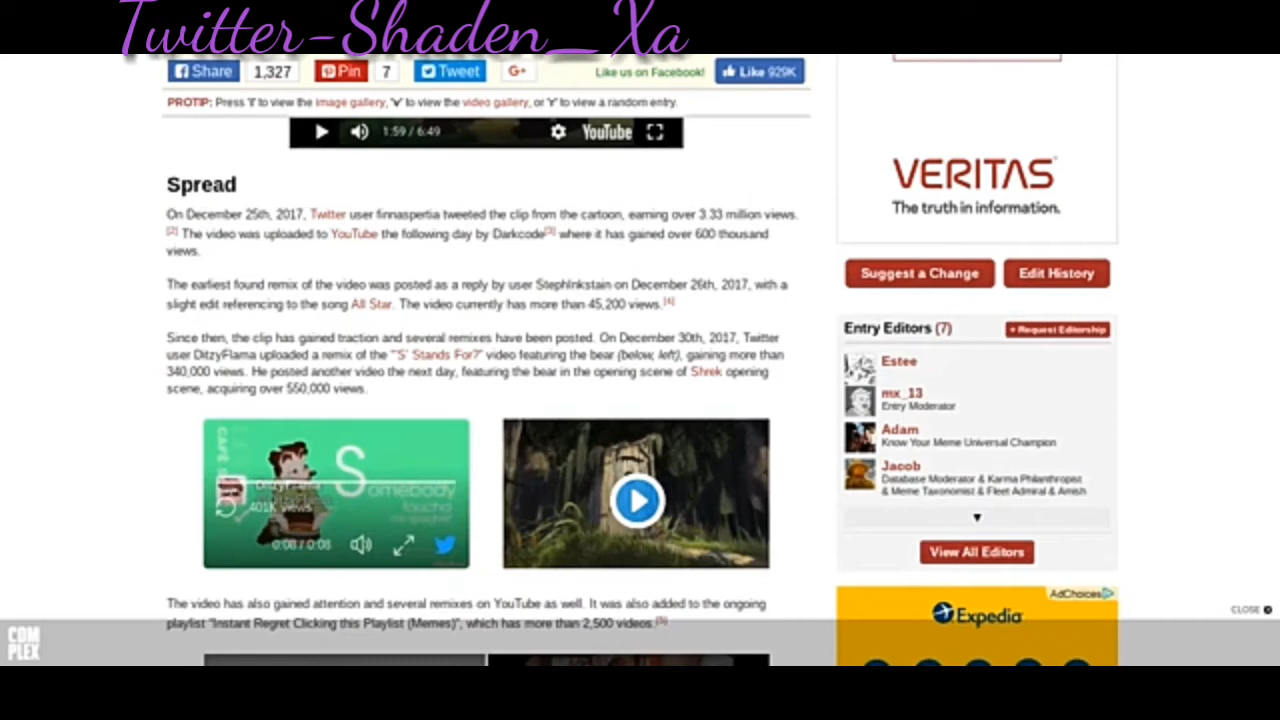 Twitter-Shaden_Xa
Share 1,327 Pin 7 Tweet G+ Like us on Facebook! Like 929K
PROTIP: Press 'i' to view the image gallery, 'v' to view the video gallery, or 'r' to view a random entry.
1:59 / 6:49 YouTube
Spread
On December 25th, 2017, Twitter user finnaspertia tweeted the clip from the cartoon, earning over 3.33 million views.
[2] The video was uploaded to YouTube the following day by Darkcode[3] where it has gained over 600 thousand
views.
The earliest found remix of the video was posted as a reply by user StephInkstain on December 26th, 2017, with a
slight edit referencing to the song All Star. The video currently has more than 45,200 views.[4]
Since then, the clip has gained traction and several remixes have been posted. On December 30th, 2017, Twitter
user DitzyFlama uploaded a remix of the "'S' Stands For?" video featuring the bear (below, left), gaining more than
340,000 views. He posted another video the next day, featuring the bear in the opening scene of Shrek opening
scene, acquiring over 550,000 views.
Somebody
DitzyFlama
401K views
toucha
0:08 / 0:08
The video has also gained attention and several remixes on YouTube as well. It was also added to the ongoing
playlist "Instant Regret Clicking this Playlist (Memes)", which has more than 2,500 videos.[5]
COMPLEX
VERITAS
The truth in information.
Suggest a Change Edit History
Entry Editors (7) + Request Editorship
Estee
mx_13
Entry Moderator
Adam
Know Your Meme Universal Champion
Jacob
Database Moderator & Karma Philanthropist
& Meme Taxonomist & Fleet Admiral & Amish
View All Editors
AdChoices
Expedia
CLOSE